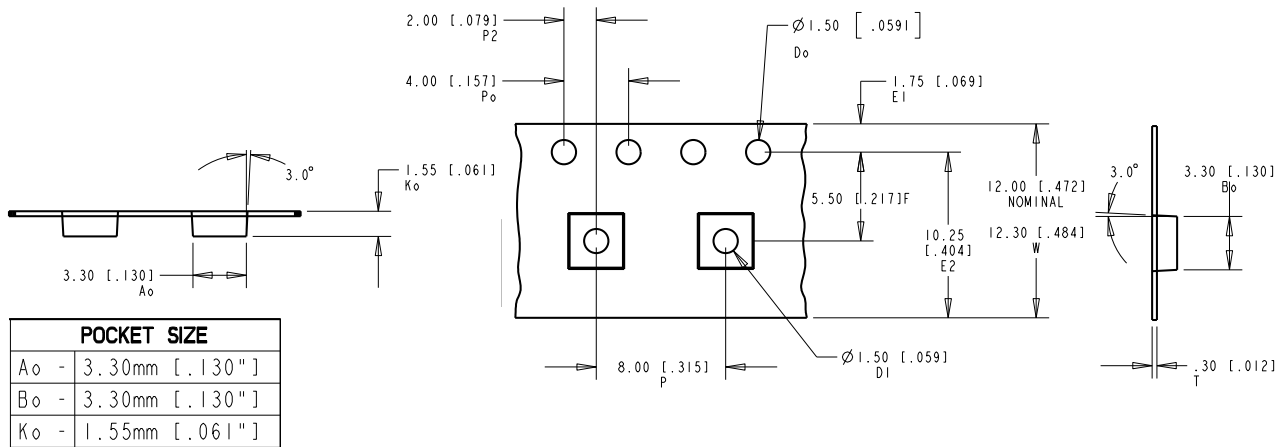 2.00 [.079]
P2
4.00 [.157]
Po
Ø1.50 [ .0591]
Do
1.75 [.069]
E1
3.0°
1.55 [.061]
Ko
3.30 [.130]
Ao
5.50 [.217]F
10.25
[.404]
E2
12.00 [.472]
NOMINAL
12.30 [.484]
W
3.0°
3.30 [.130]
Bo
8.00 [.315]
P
Ø1.50 [.059]
D1
.30 [.012]
T
POCKET SIZE
Ao - 3.30mm [.130"]
Bo - 3.30mm [.130"]
Ko - 1.55mm [.061"]